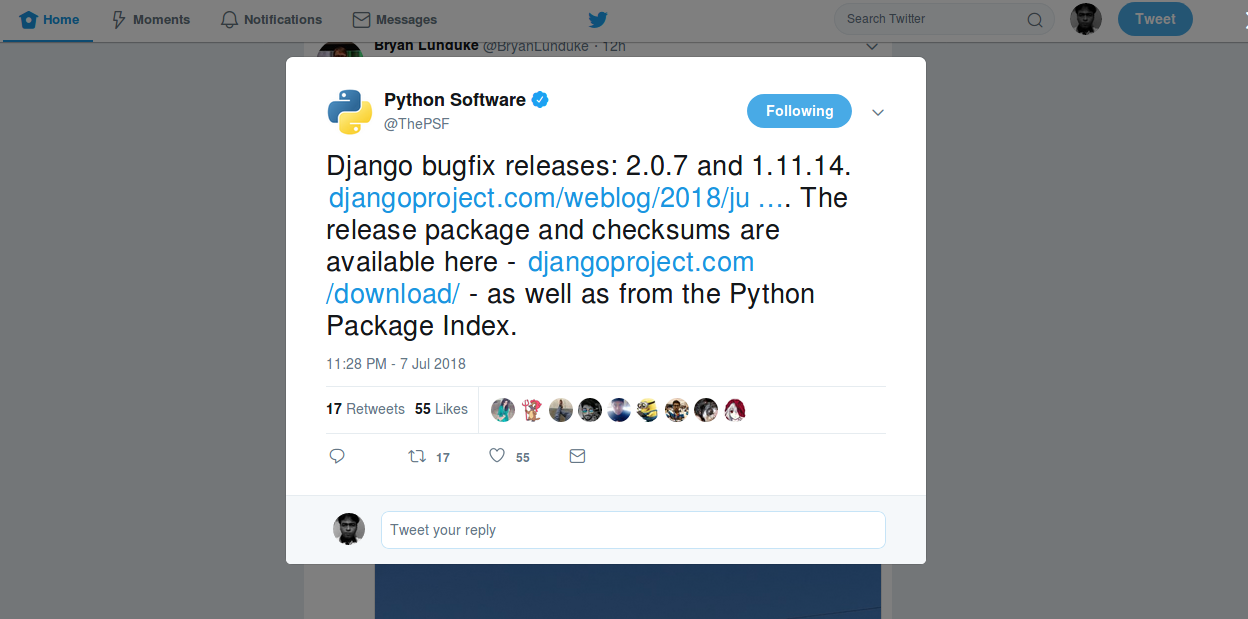 Home Moments Notifications Messages Search Twitter Tweet
Bryan Lunduke @BryanLunduke · 12h
Python Software
@ThePSF
Following
Django bugfix releases: 2.0.7 and 1.11.14.
djangoproject.com/weblog/2018/ju …. The
release package and checksums are
available here - djangoproject.com
/download/ - as well as from the Python
Package Index.
11:28 PM - 7 Jul 2018
17 Retweets 55 Likes
17 55
Tweet your reply